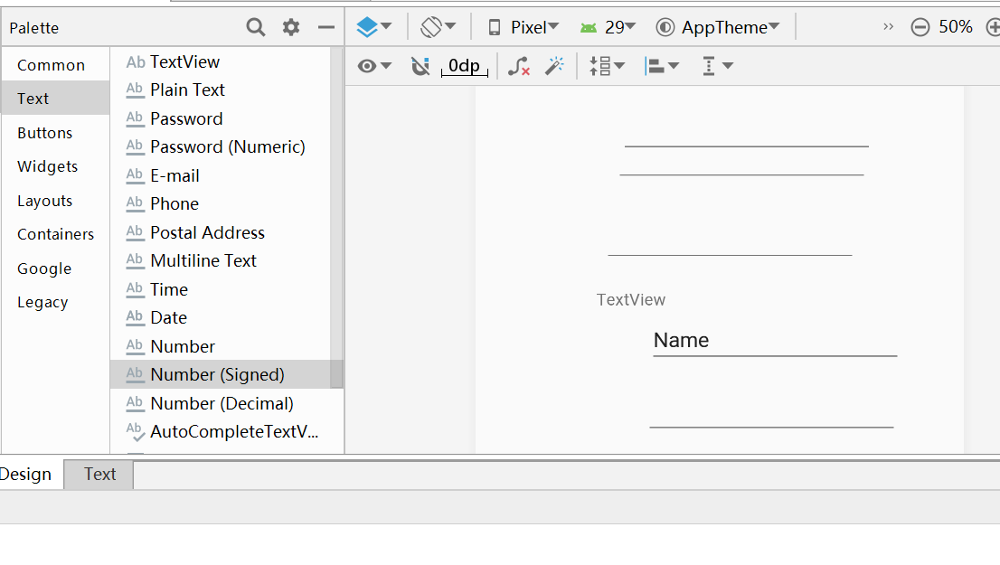 Palette
Pixel 29 AppTheme 50%
0dp
Common
Text
Buttons
Widgets
Layouts
Containers
Google
Legacy
Ab TextView
Ab Plain Text
Ab Password
Ab Password (Numeric)
Ab E-mail
Ab Phone
Ab Postal Address
Ab Multiline Text
Ab Time
Ab Date
Ab Number
Ab Number (Signed)
Ab Number (Decimal)
Ab AutoCompleteTextV...
TextView
Name
Design Text